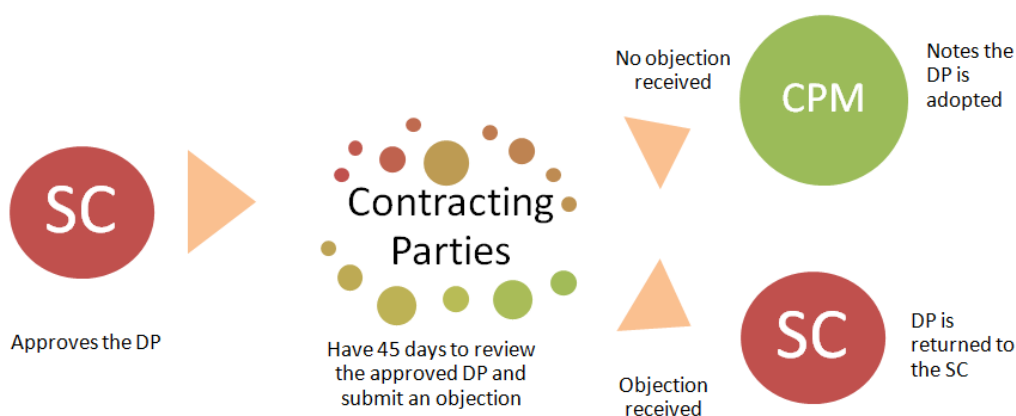 SC
Approves the DP
Contracting
Parties
Have 45 days to review
the approved DP and
submit an objection
No objection
received
CPM
Notes the
DP is
adopted
Objection
received
SC
DP is
returned to
the SC